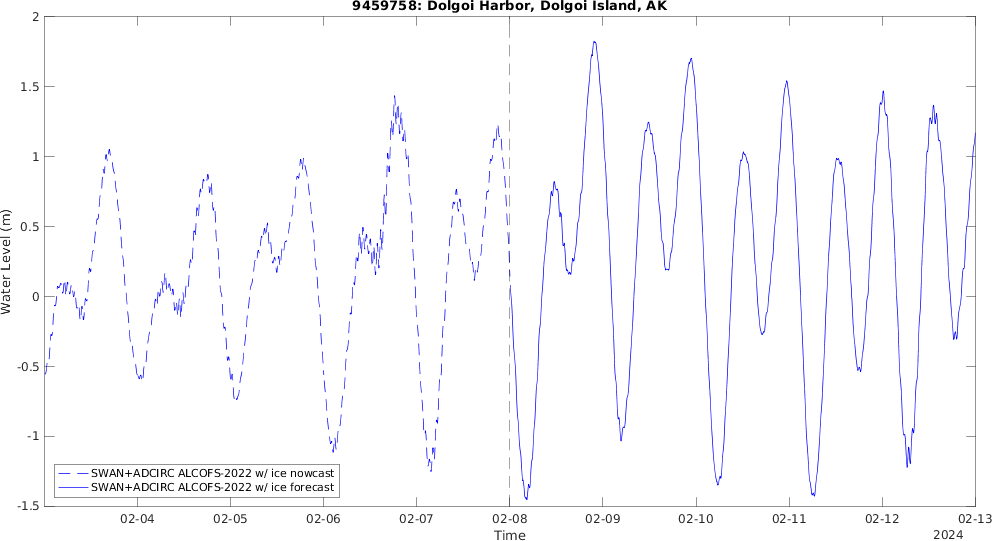 9459758: Dolgoi Harbor, Dolgoi Island, AK
2
1.5
1
0.5
0
-0.5
-1
-1.5
Water Level (m)
SWAN+ADCIRC ALCOFS-2022 w/ ice nowcast
SWAN+ADCIRC ALCOFS-2022 w/ ice forecast
02-04 02-05 02-06 02-07 02-08 02-09 02-10 02-11 02-12 02-13
Time
2024